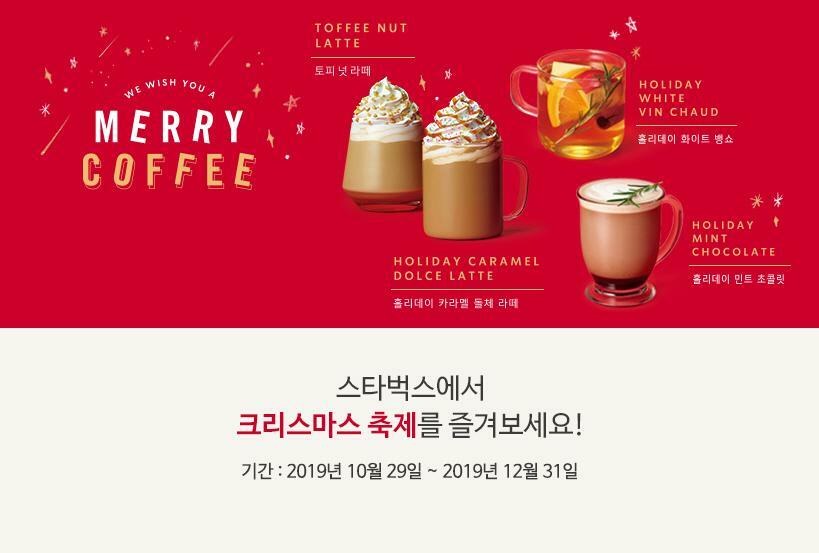 WE WISH YOU A
MERRY
COFFEE
TOFFEE NUT
LATTE
토피 넛 라떼
HOLIDAY
WHITE
VIN CHAUD
홀리데이 화이트 뱅쇼
HOLIDAY CARAMEL
DOLCE LATTE
홀리데이 카라멜 돌체 라떼
HOLIDAY
MINT
CHOCOLATE
홀리데이 민트 초콜릿
스타벅스에서
크리스마스 축제를 즐겨보세요!
기간 : 2019년 10월 29일 ~ 2019년 12월 31일